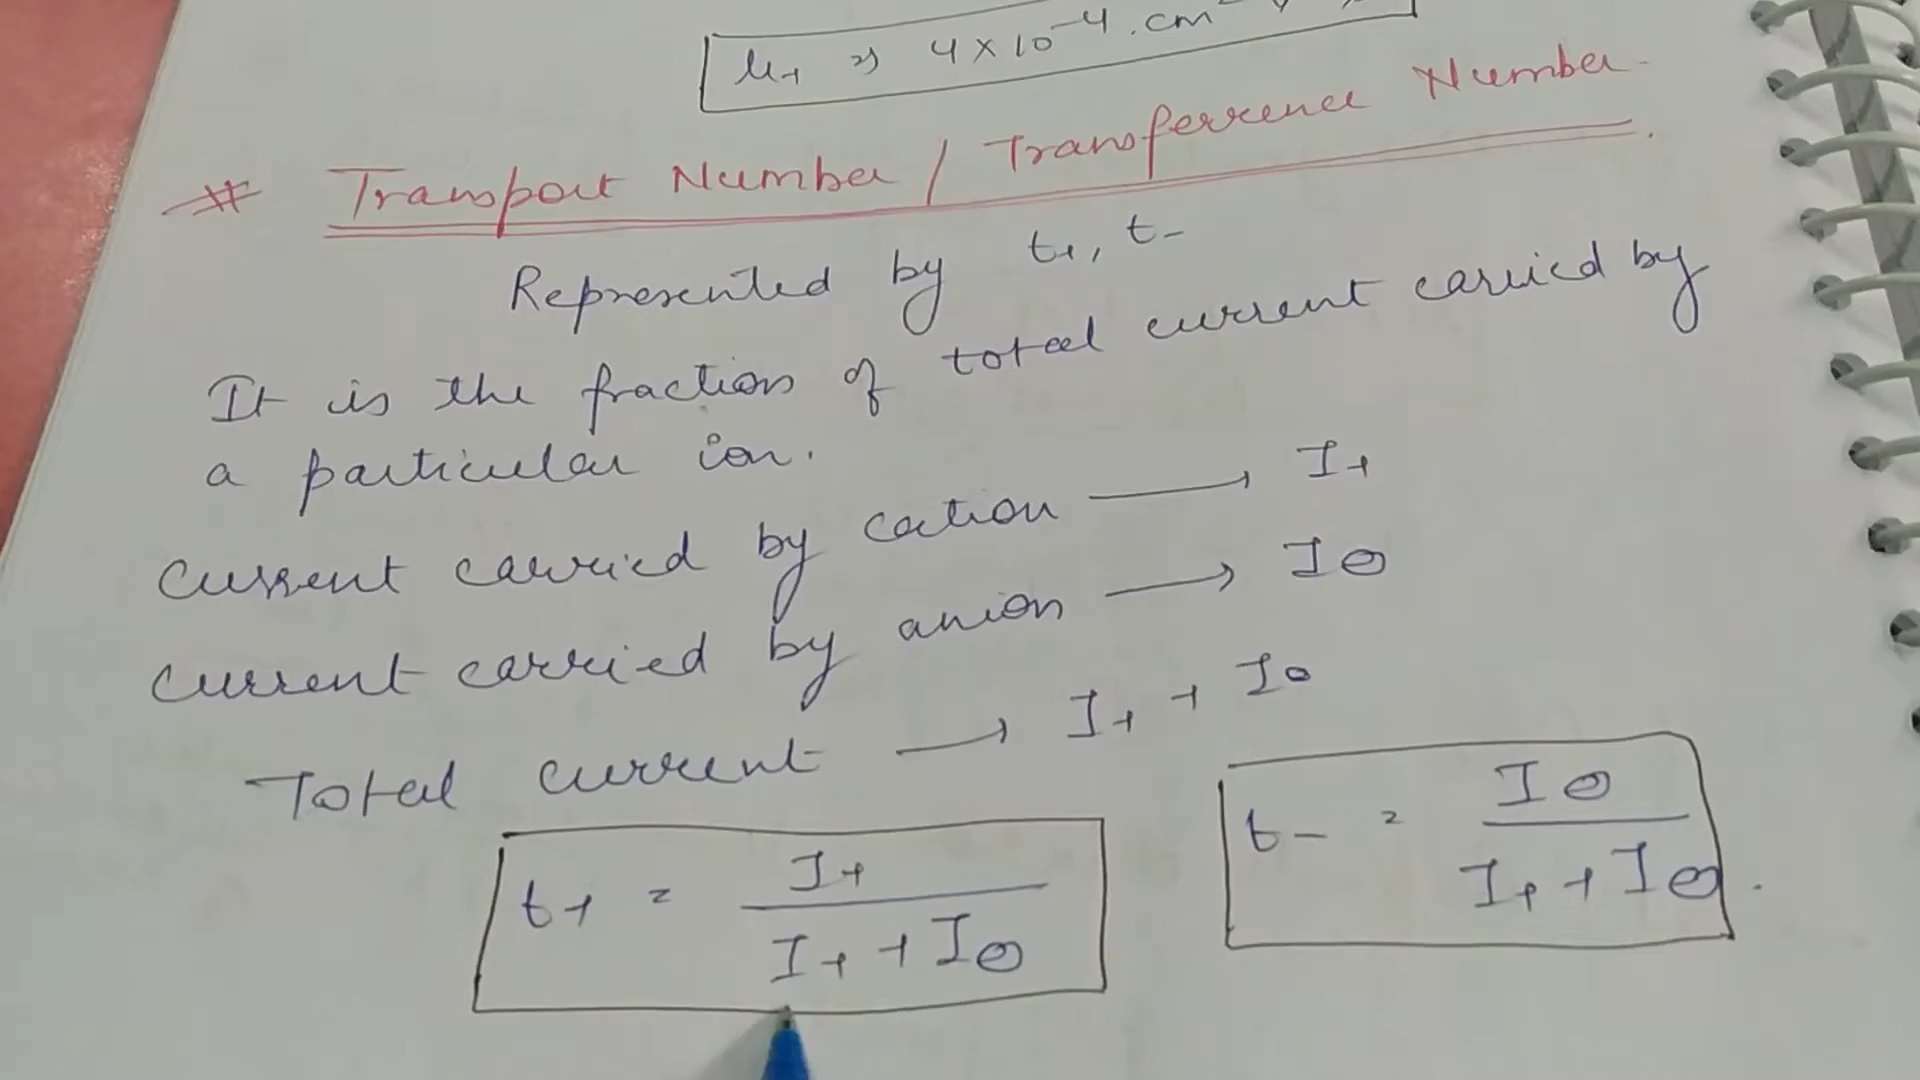 μ+ ⇒ 4×10⁻⁴ . cm
# Transport Number / Transferrence Number
Represented by t+, t-
It is the fraction of total current carried by
a particular ion.
Current carried by cation ⟶ I+
Current carried by anion ⟶ I⊖
Total current ⟶ I+ + I⊖
t+ = I+ / I+ + I⊖
t- = I⊖ / I+ + I⊖ .